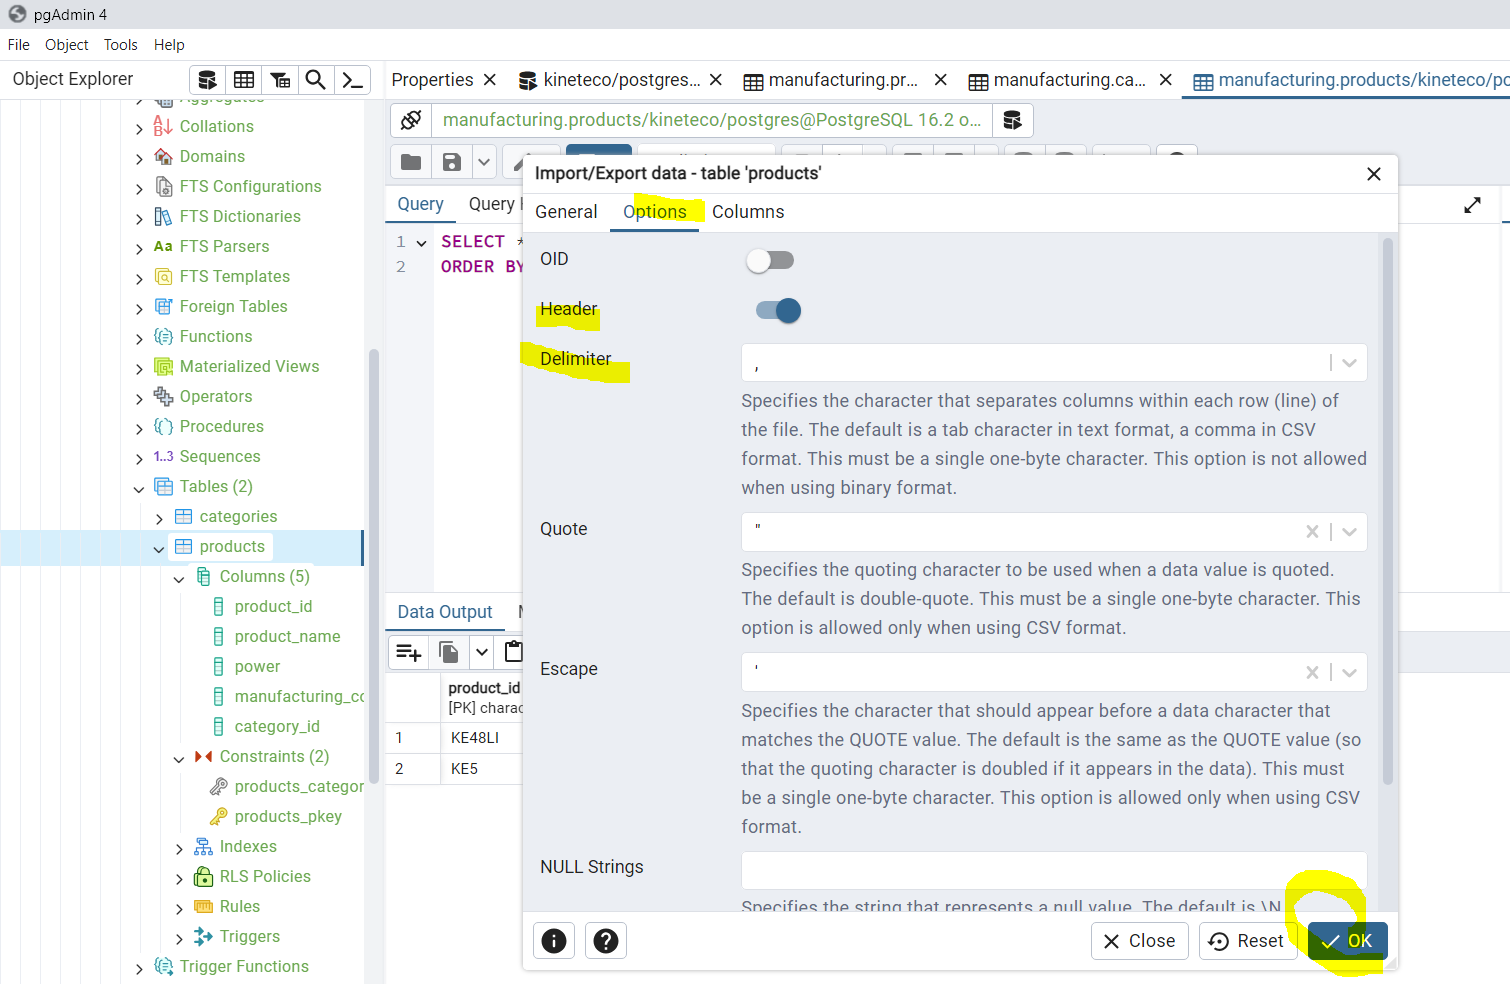 pgAdmin 4
File Object Tools Help
Object Explorer
Properties
kineteco/postgres...
manufacturing.pr...
manufacturing.ca...
manufacturing.products/kineteco/po
manufacturing.products/kineteco/postgres@PostgreSQL 16.2 o...
Aggregates
Collations
Domains
FTS Configurations
FTS Dictionaries
Aa FTS Parsers
FTS Templates
Foreign Tables
Functions
Materialized Views
Operators
Procedures
1..3 Sequences
Tables (2)
categories
products
Columns (5)
product_id
product_name
power
manufacturing_co
category_id
Constraints (2)
products_categor
products_pkey
Indexes
RLS Policies
Rules
Triggers
Trigger Functions
Query Query
1 SELECT *
2 ORDER BY
Data Output
product_id
[PK] charac
1 KE48LI
2 KE5
Import/Export data - table 'products'
General Options Columns
OID
Header
Delimiter
,
Specifies the character that separates columns within each row (line) of
the file. The default is a tab character in text format, a comma in CSV
format. This must be a single one-byte character. This option is not allowed
when using binary format.
Quote
"
Specifies the quoting character to be used when a data value is quoted.
The default is double-quote. This must be a single one-byte character. This
option is allowed only when using CSV format.
Escape
'
Specifies the character that should appear before a data character that
matches the QUOTE value. The default is the same as the QUOTE value (so
that the quoting character is doubled if it appears in the data). This must
be a single one-byte character. This option is allowed only when using CSV
format.
NULL Strings
Specifies the string that represents a null value. The default is \N
Close Reset OK